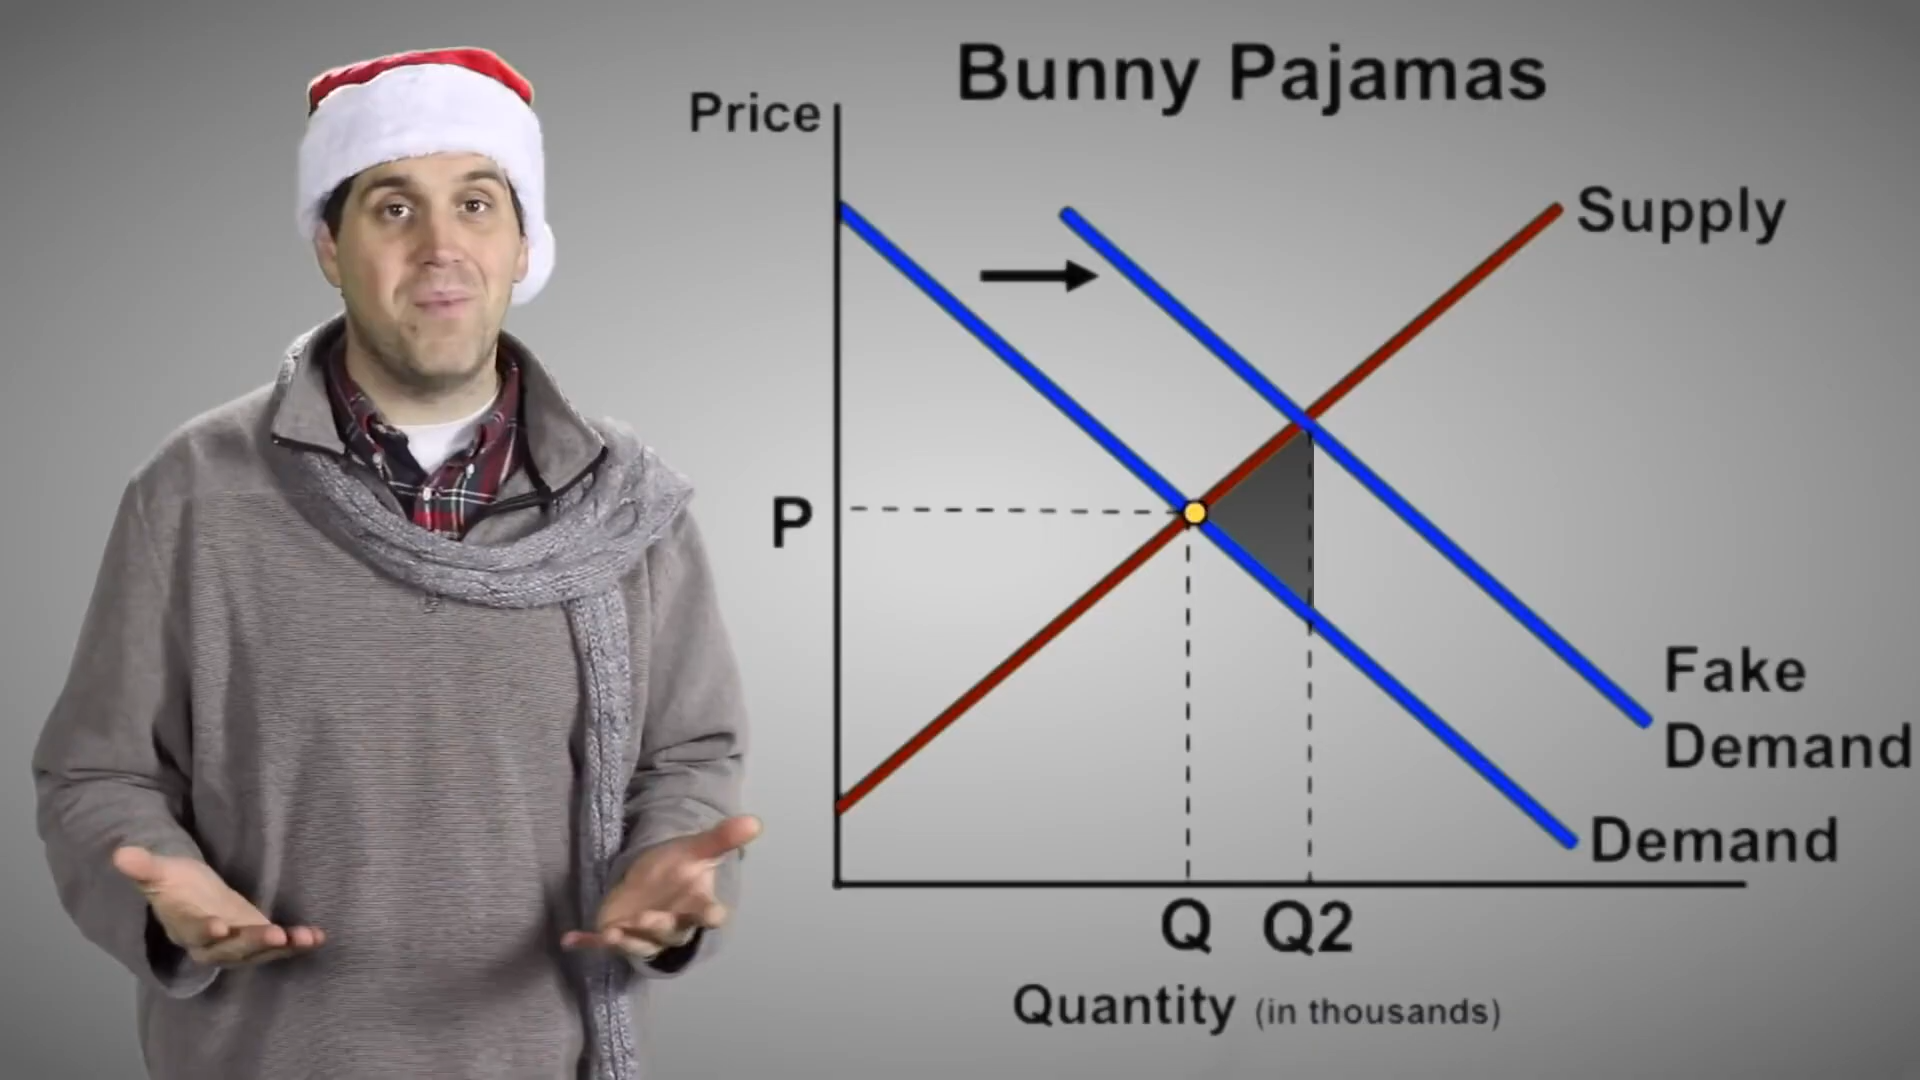 Bunny Pajamas
Price
Supply
P
Fake
Demand
Demand
Q Q2
Quantity (in thousands)